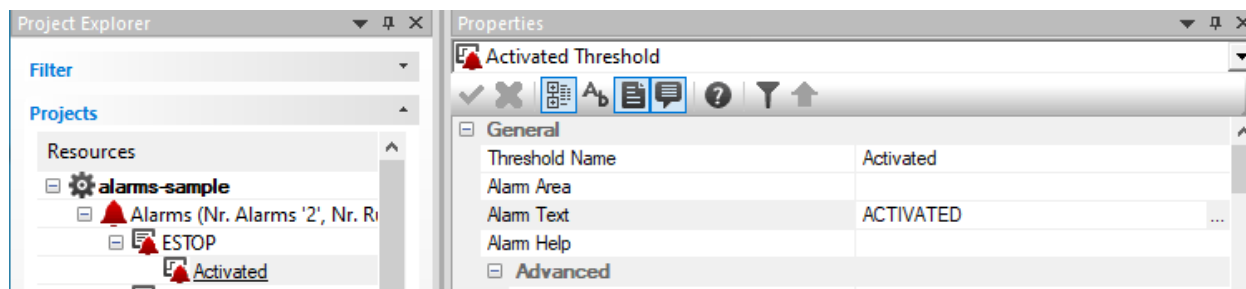 Project Explorer
Filter
Projects
Resources
alarms-sample
Alarms (Nr. Alarms '2', Nr. R
ESTOP
Activated
Properties
Activated Threshold
General
Threshold Name Activated
Alarm Area
Alarm Text ACTIVATED ...
Alarm Help
Advanced